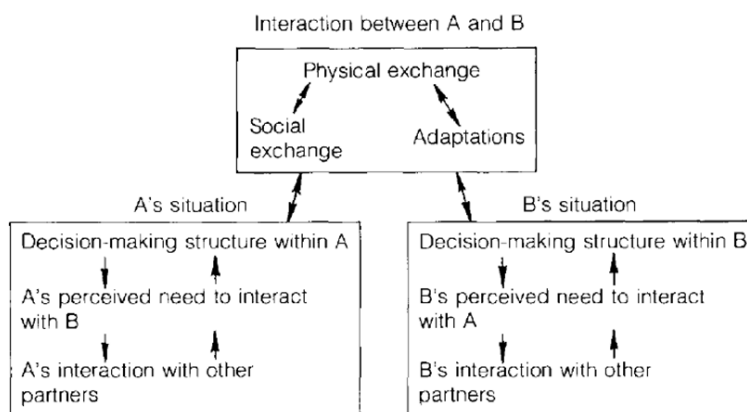 Interaction between A and B
Physical exchange
Social
exchange
Adaptations
A's situation
Decision-making structure within A
A's perceived need to interact
with B
A's interaction with other
partners
B's situation
Decision-making structure within B
B's perceived need to interact
with A
B's interaction with other
partners